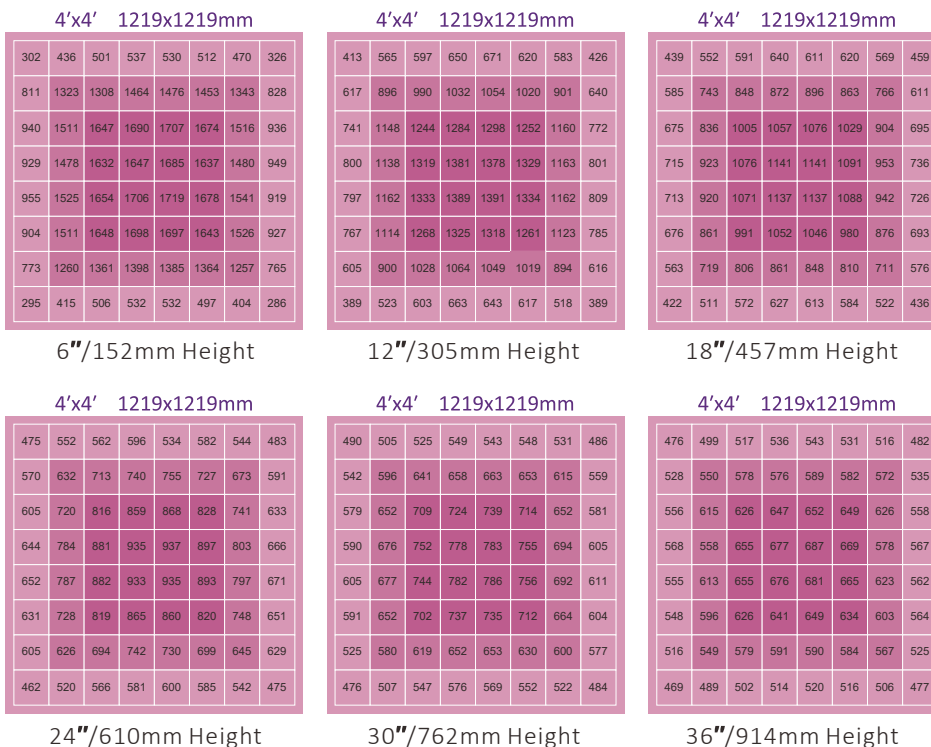 4’x4’ 1219x1219mm
302 436 501 537 530 512 470 326
811 1323 1308 1464 1476 1453 1343 828
940 1511 1647 1690 1707 1674 1516 936
929 1478 1632 1647 1685 1637 1480 949
955 1525 1654 1706 1719 1678 1541 919
904 1511 1648 1698 1697 1643 1526 927
773 1260 1361 1398 1385 1364 1257 765
295 415 506 532 532 497 404 286
6"/152mm Height
4’x4’ 1219x1219mm
413 565 597 650 671 620 583 426
617 896 990 1032 1054 1020 901 640
741 1148 1244 1284 1298 1252 1160 772
800 1138 1319 1381 1378 1329 1163 801
797 1162 1333 1389 1391 1334 1162 809
767 1114 1268 1325 1318 1261 1123 785
605 900 1028 1064 1049 1019 894 616
389 523 603 663 643 617 518 389
12"/305mm Height
4’x4’ 1219x1219mm
439 552 591 640 611 620 569 459
585 743 848 872 896 863 766 611
675 836 1005 1057 1076 1029 904 695
715 923 1076 1141 1141 1091 953 736
713 920 1071 1137 1137 1088 942 726
676 861 991 1052 1046 980 876 693
563 719 806 861 848 810 711 576
422 511 572 627 613 584 522 436
18"/457mm Height
4’x4’ 1219x1219mm
475 552 562 596 534 582 544 483
570 632 713 740 755 727 673 591
605 720 816 859 868 828 741 633
644 784 881 935 937 897 803 666
652 787 882 933 935 893 797 671
631 728 819 865 860 820 748 651
605 626 694 742 730 699 645 629
462 520 566 581 600 585 542 475
24"/610mm Height
4’x4’ 1219x1219mm
490 505 525 549 543 548 531 486
542 596 641 658 663 653 615 559
579 652 709 724 739 714 652 581
590 676 752 778 783 755 694 605
605 677 744 782 786 756 692 611
591 652 702 737 735 712 664 604
525 580 619 652 653 630 600 577
476 507 547 576 569 552 522 484
30"/762mm Height
4’x4’ 1219x1219mm
476 499 517 536 543 531 516 482
528 550 578 576 589 582 572 535
556 615 626 647 652 649 626 558
568 558 655 677 687 669 578 567
555 613 655 676 681 665 623 562
548 596 626 641 649 634 603 564
516 549 579 591 590 584 567 525
469 489 502 514 520 516 506 477
36"/914mm Height